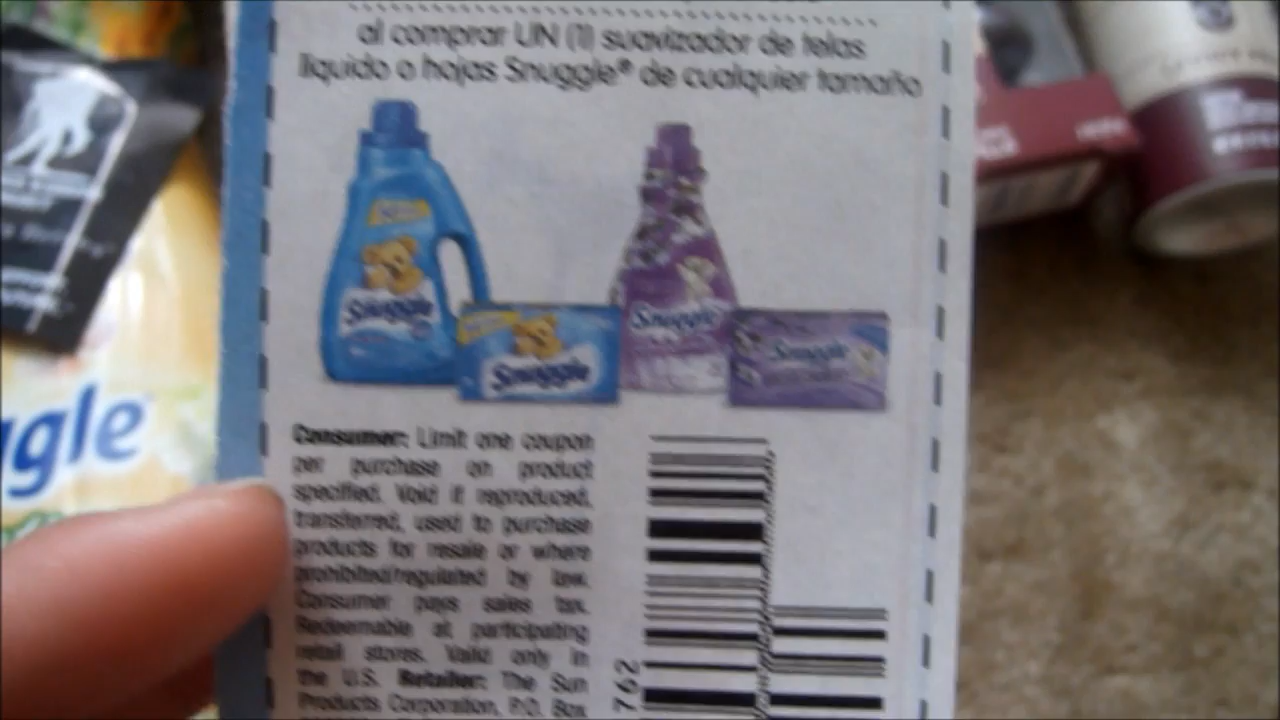 al comprar UN (1) suavizador de telas
líquido o hojas Snuggle® de cualquier tamaño
Snuggle
Snuggle
Snuggle
Snuggle
Consumer: Limit one coupon
per purchase on product
specified. Void if reproduced,
transferred, used to purchase
products for resale or where
prohibited/regulated by law.
Consumer pays sales tax.
Redeemable at participating
retail stores. Valid only in
the U.S. Retailer: The Sun
Products Corporation, P.O. Box
762
ggle